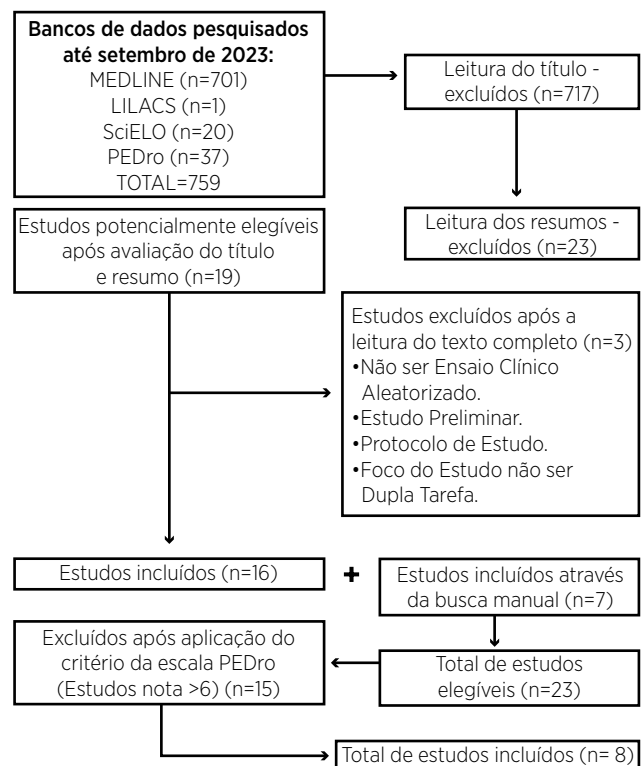 Bancos de dados pesquisados
até setembro de 2023:
MEDLINE (n=701)
LILACS (n=1)
SciELO (n=20)
PEDro (n=37)
TOTAL=759
Leitura do título -
excluídos (n=717)
Leitura dos resumos -
excluídos (n=23)
Estudos potencialmente elegíveis
após avaliação do título
e resumo (n=19)
Estudos excluídos após a
leitura do texto completo (n=3)
•Não ser Ensaio Clínico
Aleatorizado.
•Estudo Preliminar.
•Protocolo de Estudo.
•Foco do Estudo não ser
Dupla Tarefa.
Estudos incluídos (n=16)
+
Estudos incluídos através
da busca manual (n=7)
Excluídos após aplicação do
critério da escala PEDro
(Estudos nota >6) (n=15)
Total de estudos
elegíveis (n=23)
Total de estudos incluídos (n= 8)